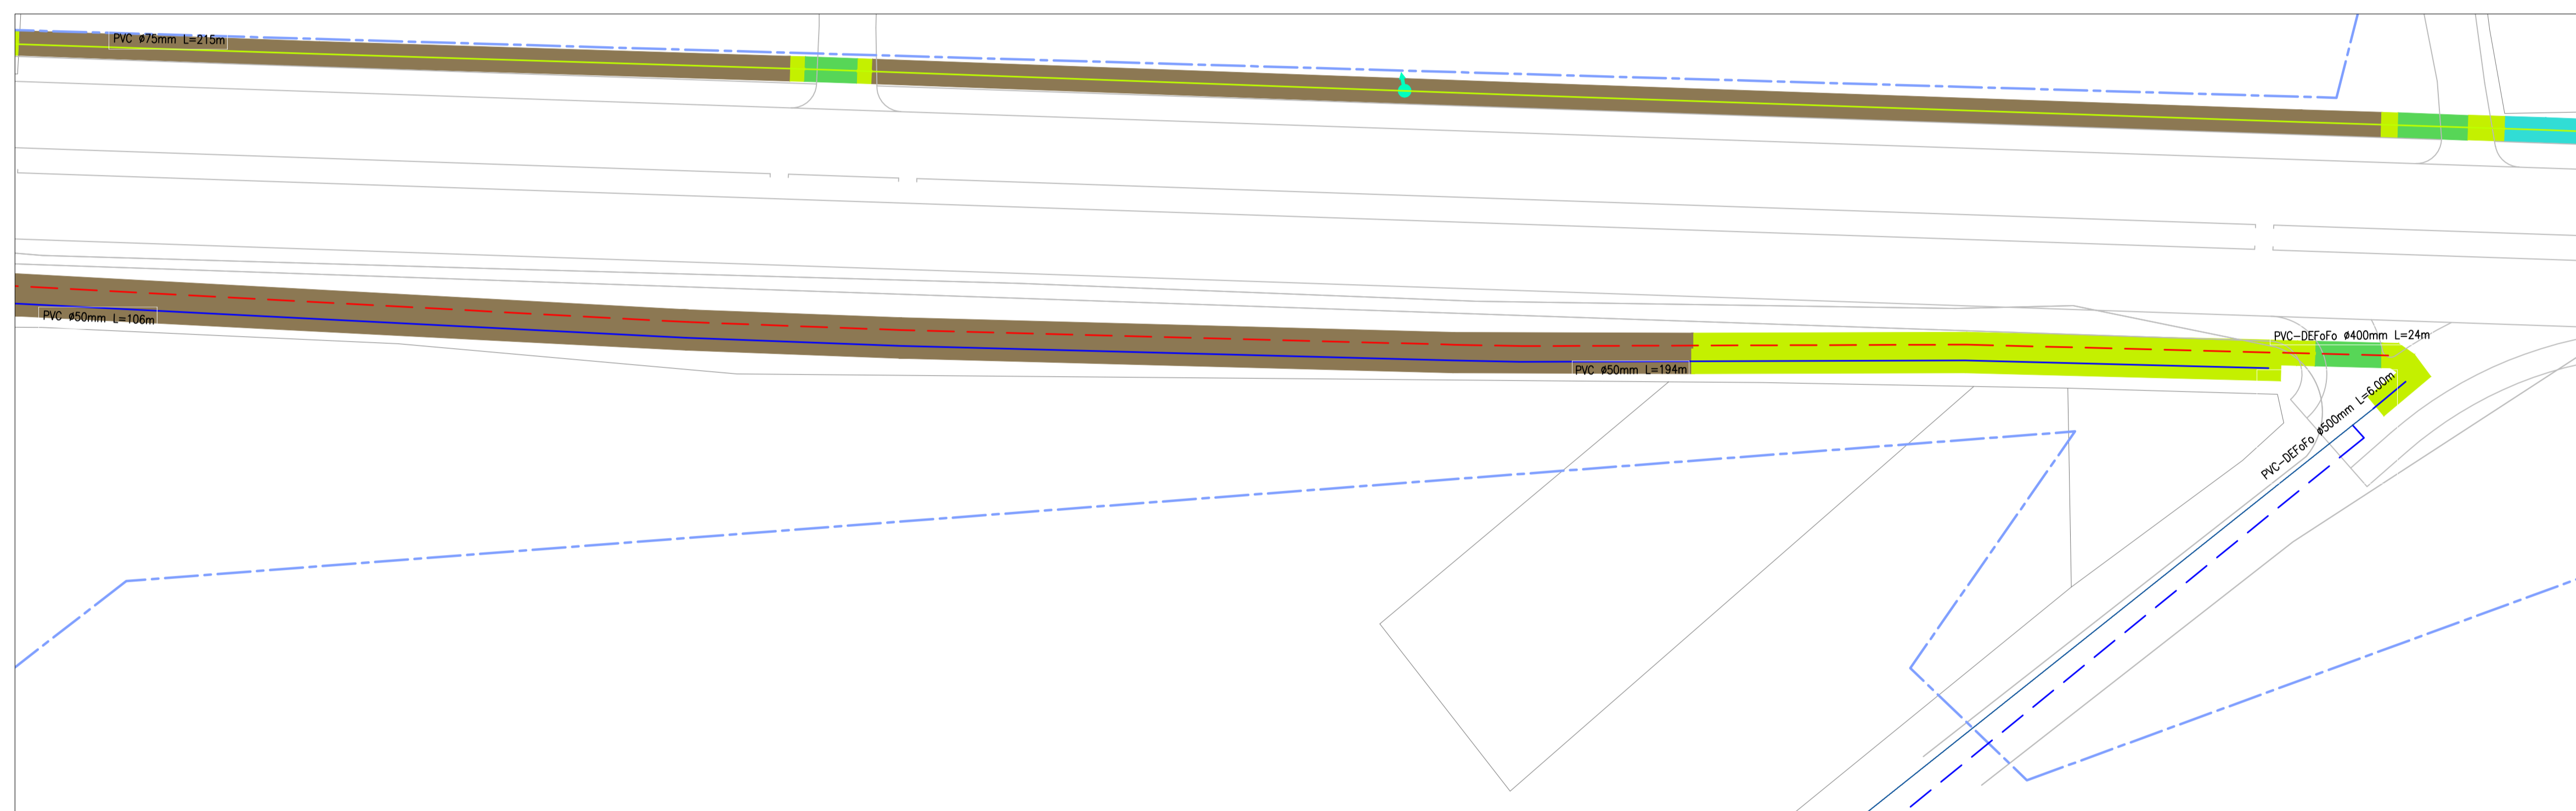 PVC ø75mm L=215m
PVC ø50mm L=106m
PVC ø50mm L=194m
PVC-DEFoFo ø400mm L=24m
PVC-DEFoFo ø500mm L=6.00m